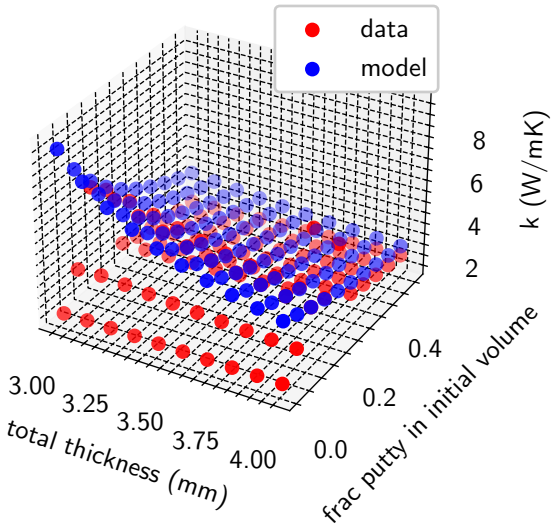 data
model
8
6
4
2
k (W/mK)
0.4
0.2
0.0
frac putty in initial volume
3.00
3.25
3.50
3.75
4.00
total thickness (mm)